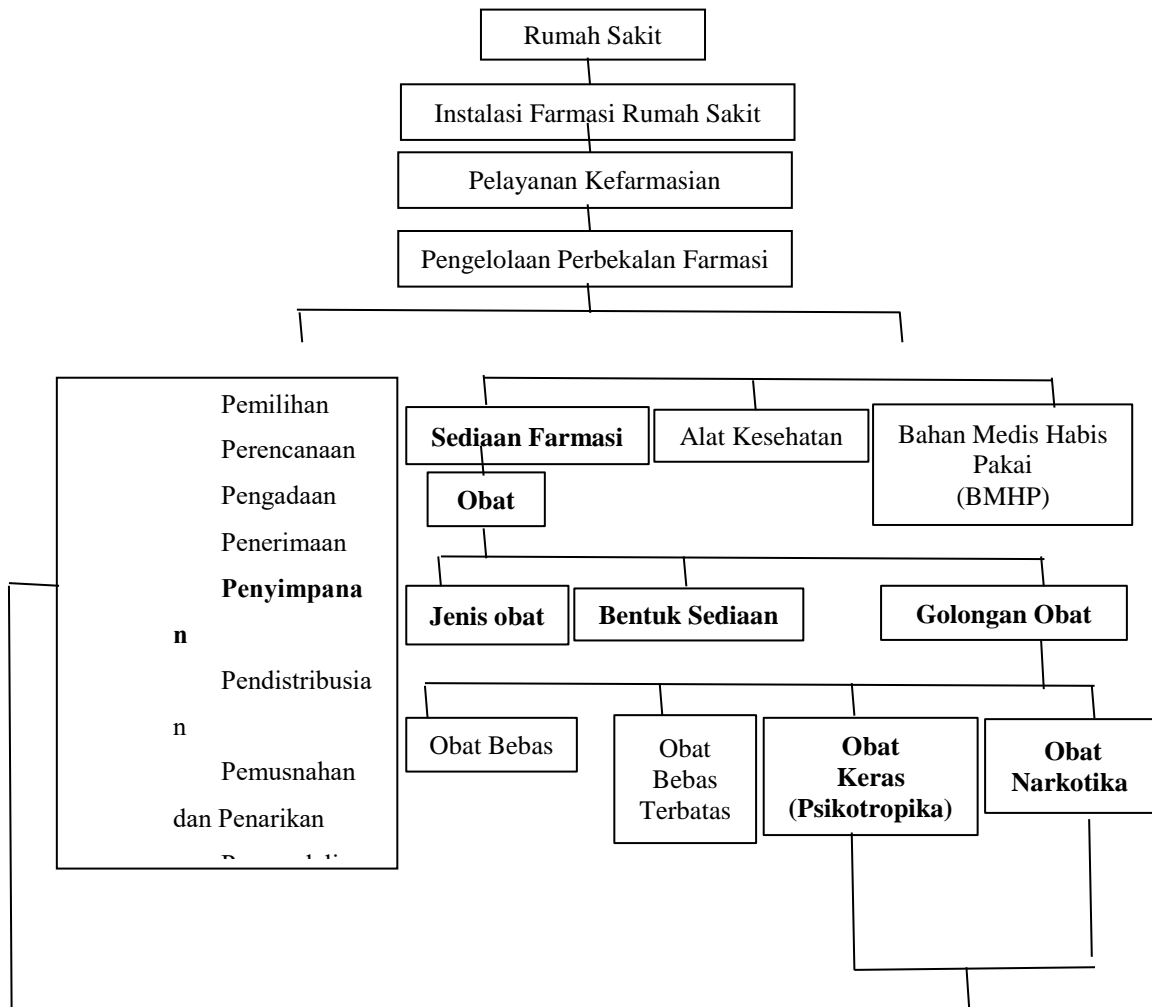 Rumah Sakit
Instalasi Farmasi Rumah Sakit
Pelayanan Kefarmasian
Pengelolaan Perbekalan Farmasi
Pemilihan
Perencanaan
Pengadaan
Penerimaan
Penyimpana
n
Pendistribusia
n
Pemusnahan
dan Penarikan
Sediaan Farmasi
Alat Kesehatan
Bahan Medis Habis
Pakai
(BMHP)
Obat
Jenis obat
Bentuk Sediaan
Golongan Obat
Obat Bebas
Obat
Bebas
Terbatas
Obat
Keras
(Psikotropika)
Obat
Narkotika